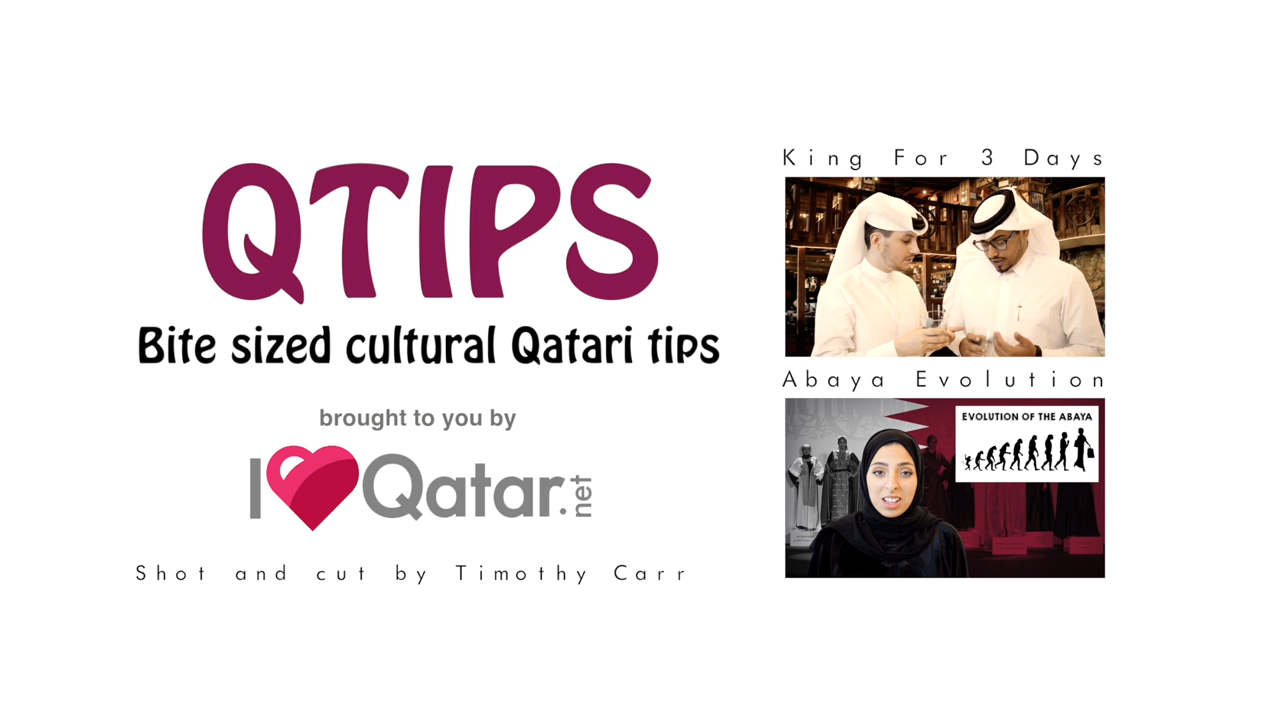 QTIPS
Bite sized cultural Qatari tips
brought to you by
I Qatar.net
Shot and cut by Timothy Carr
King For 3 Days
Abaya Evolution
EVOLUTION OF THE ABAYA